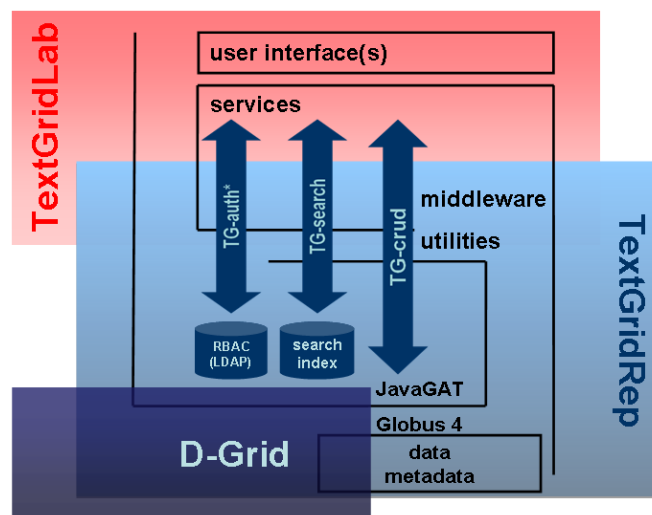 TextGridLab
user interface(s)
services
TG-auth*
TG-search
TG-crud
middleware
utilities
TextGridRep
RBAC
(LDAP)
search
index
JavaGAT
Globus 4
D-Grid
data
metadata